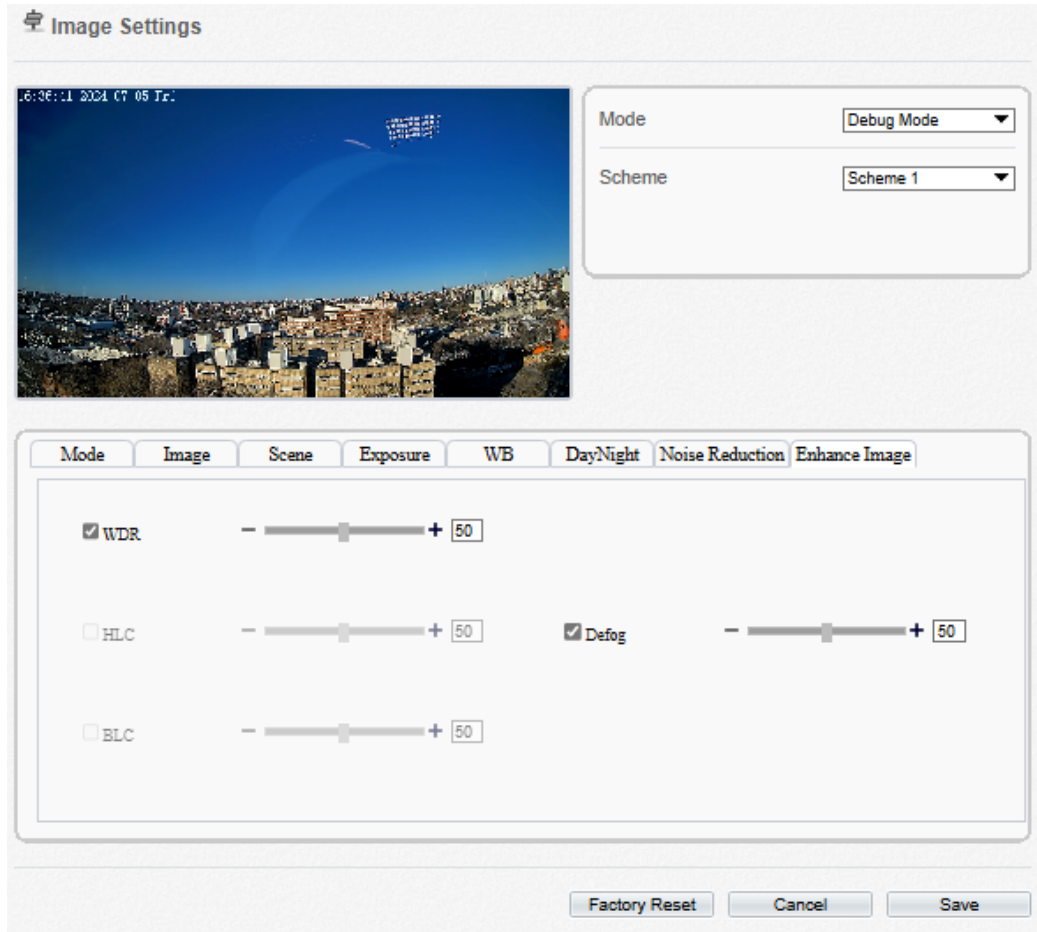 Image Settings
16:36:11 2024 07 05 Fri
Mode
Debug Mode
Scheme
Scheme 1
Mode
Image
Scene
Exposure
WB
DayNight
Noise Reduction
Enhance Image
WDR
50
HLC
50
Defog
50
BLC
50
Factory Reset
Cancel
Save